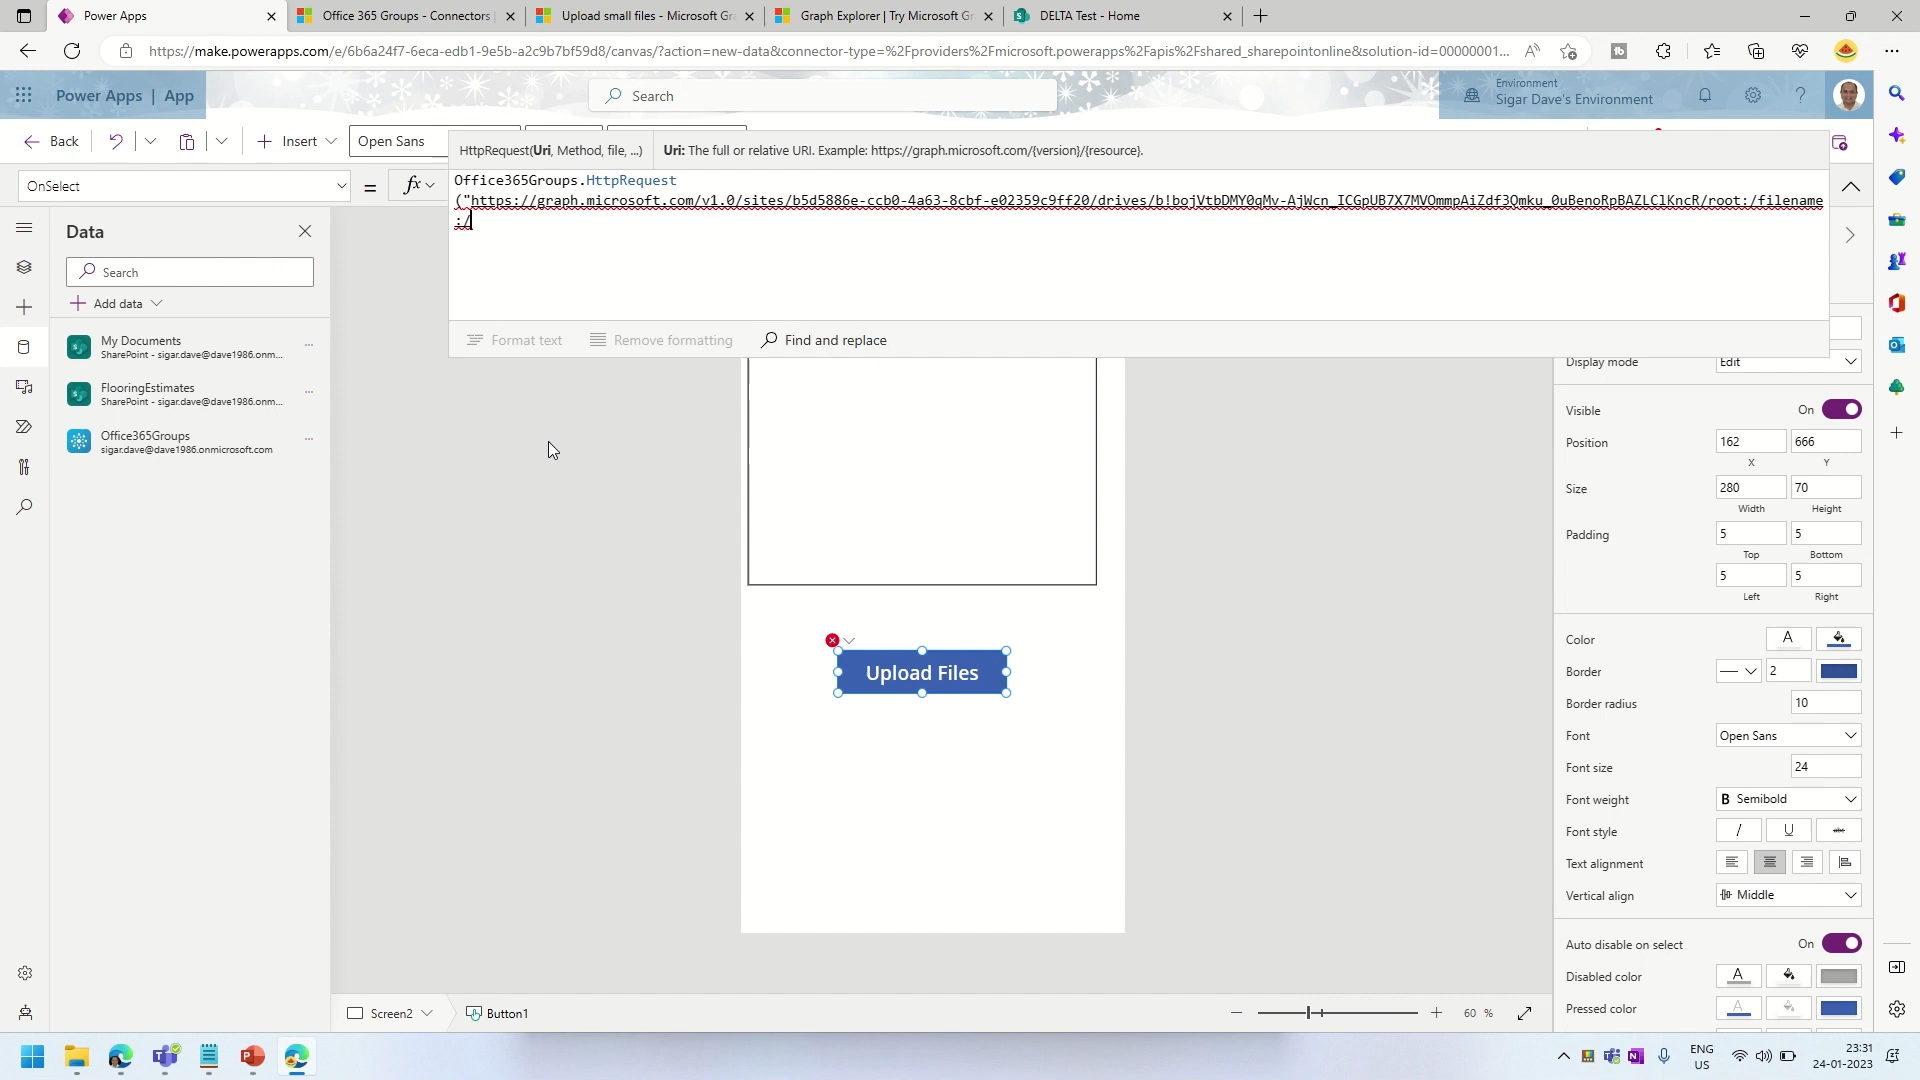 Power Apps
Office 365 Groups - Connectors
Upload small files - Microsoft Gra
Graph Explorer | Try Microsoft Gr
DELTA Test - Home
https://make.powerapps.com/e/6b6a24f7-6eca-edb1-9e5b-a2c9b7bf59d8/canvas/?action=new-data&connector-type=%2Fproviders%2Fmicrosoft.powerapps%2Fapis%2Fshared_sharepointonline&solution-id=00000001...
Power Apps | App
Search
Environment
Sigar Dave's Environment
Back
Insert
Open Sans
HttpRequest(Uri, Method, file, ...)
Uri: The full or relative URI. Example: https://graph.microsoft.com/{version}/{resource}.
OnSelect
=
fx
Office365Groups.HttpRequest
("https://graph.microsoft.com/v1.0/sites/b5d5886e-ccb0-4a63-8cbf-e02359c9ff20/drives/b!bojVtbDMY0qMv-AjWcn_ICGpUB7X7MVOmmpAiZdf3Qmku_0uBenoRpBAZLClKncR/root:/filename
:/
Format text
Remove formatting
Find and replace
Data
Search
Add data
My Documents
SharePoint - sigar.dave@dave1986.onm...
FlooringEstimates
SharePoint - sigar.dave@dave1986.onm...
Office365Groups
sigar.dave@dave1986.onmicrosoft.com
Upload Files
Display mode
Edit
Visible
On
Position
162
666
X
Y
Size
280
70
Width
Height
Padding
5
5
Top
Bottom
5
5
Left
Right
Color
A
Border
2
Border radius
10
Font
Open Sans
Font size
24
Font weight
B Semibold
Font style
Text alignment
Vertical align
Middle
Auto disable on select
On
Disabled color
A
Pressed color
A
Screen2
Button1
60 %
ENG
US
23:31
24-01-2023